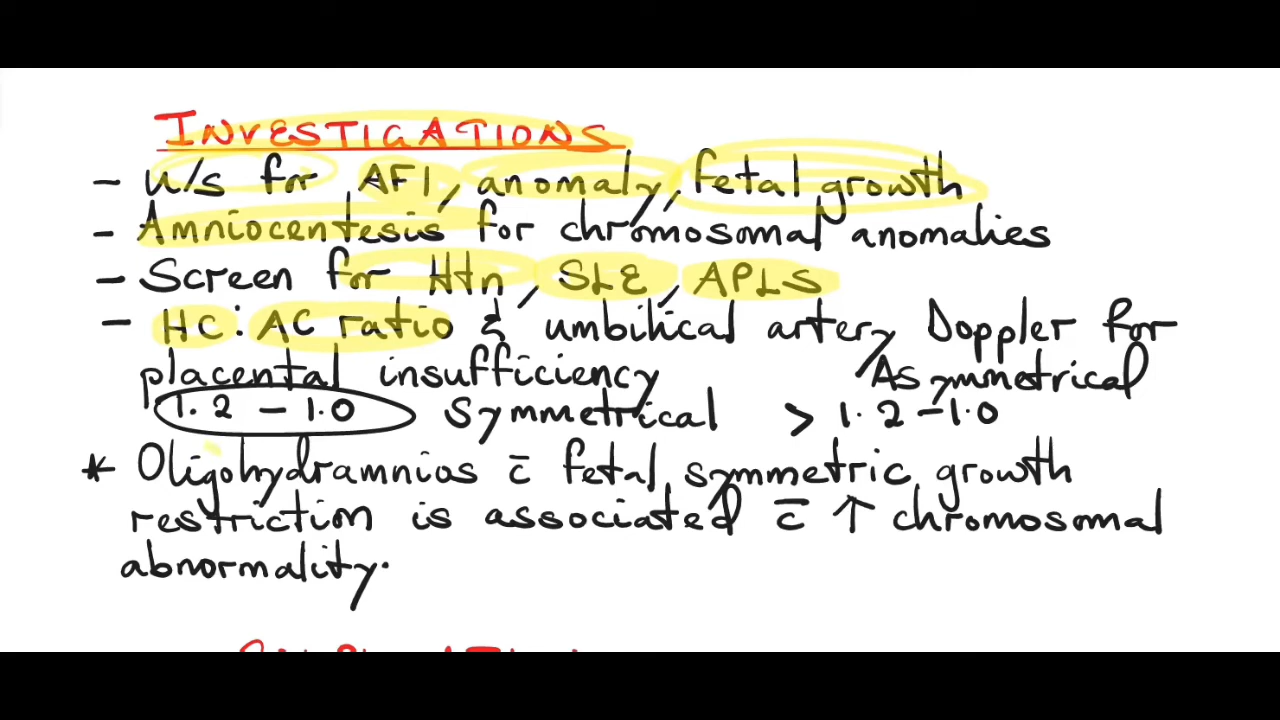 INVESTIGATIONS
- U/S for AFI, anomaly, fetal growth
- Amniocentesis for chromosomal anomalies
- Screen for Htn, SLE, APLS
- HC: AC ratio & umbilical artery Doppler for
placental insufficiency Asymmetrical
1.2 - 1.0 Symmetrical > 1.2 - 1.0
* Oligohydramnios c̄ fetal symmetric growth
restriction is associated c̄ ↑ chromosomal
abnormality.